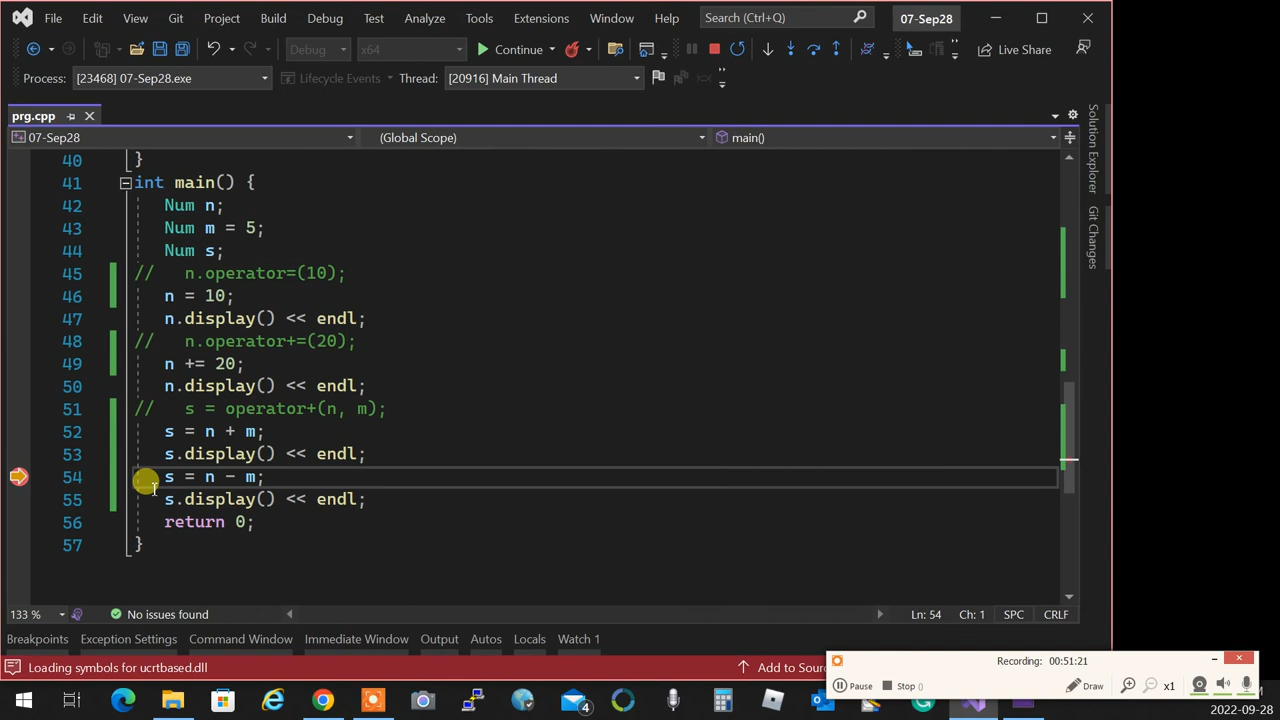 File Edit View Git Project Build Debug Test Analyze Tools Extensions Window Help Search (Ctrl+Q) 07-Sep28
Debug x64 Continue Live Share
Process: [23468] 07-Sep28.exe Lifecycle Events Thread: [20916] Main Thread
prg.cpp
07-Sep28 (Global Scope) main()
40 }
41 int main() {
42 Num n;
43 Num m = 5;
44 Num s;
45 // n.operator=(10);
46 n = 10;
47 n.display() << endl;
48 // n.operator+=(20);
49 n += 20;
50 n.display() << endl;
51 // s = operator+(n, m);
52 s = n + m;
53 s.display() << endl;
54 s = n - m;
55 s.display() << endl;
56 return 0;
57 }
Solution Explorer
Git Changes
133 % No issues found Ln: 54 Ch: 1 SPC CRLF
Breakpoints Exception Settings Command Window Immediate Window Output Autos Locals Watch 1
Loading symbols for ucrtbased.dll Add to Sour
Recording: 00:51:21
Pause Stop () Draw x1
4
2022-09-28